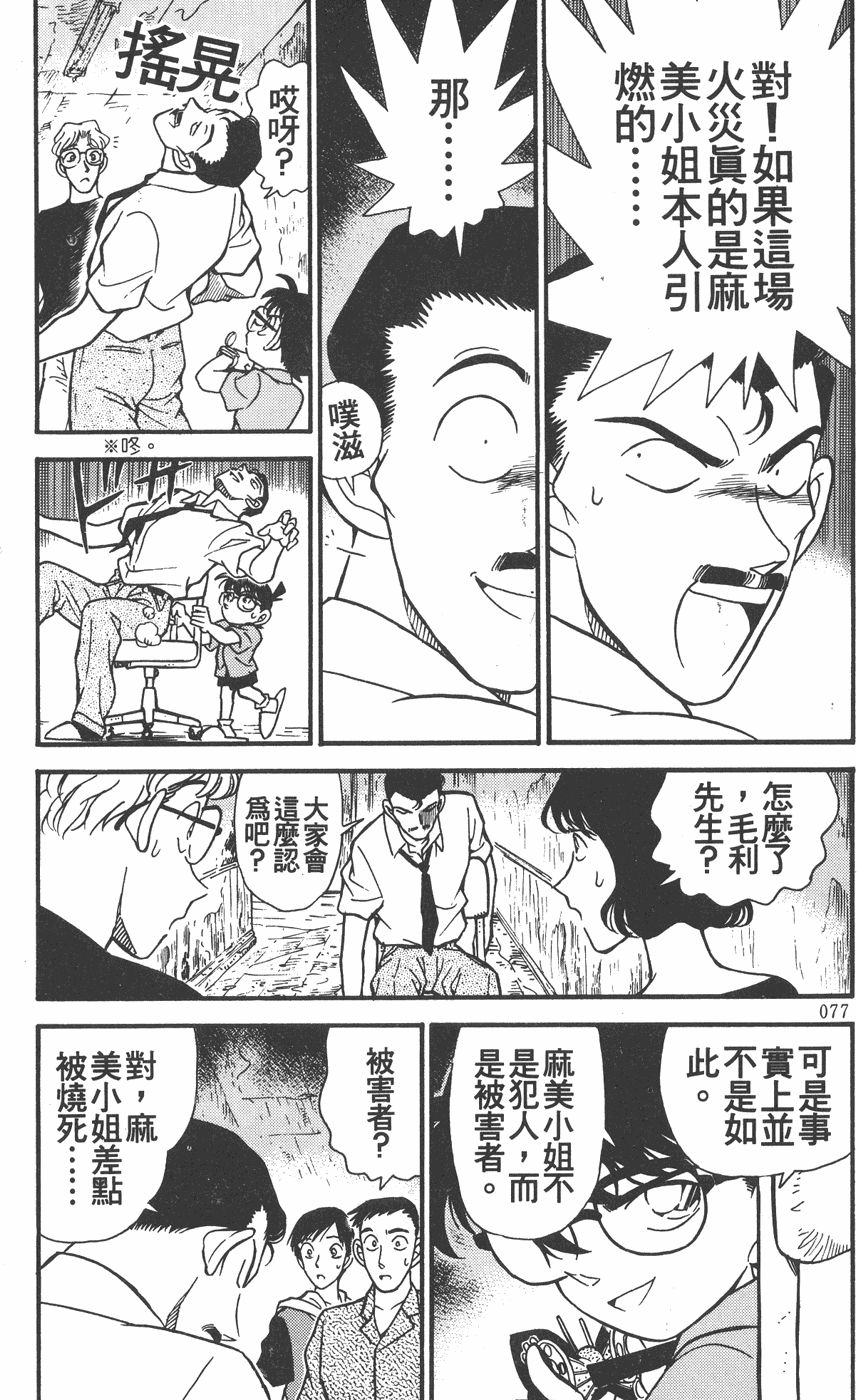 對！如果這場
火災眞的是麻
美小姐本人引
燃的⋯⋯
那⋯⋯
噗滋
搖晃
哎呀？
※咚。
怎麼了
，毛利
先生？
大家會
這麼認
爲吧？
077
可是事
實上並
不是如
此。
麻美小姐不
是犯人，而
是被害者。
被害者？
對，麻
美小姐差點
被燒死⋯⋯